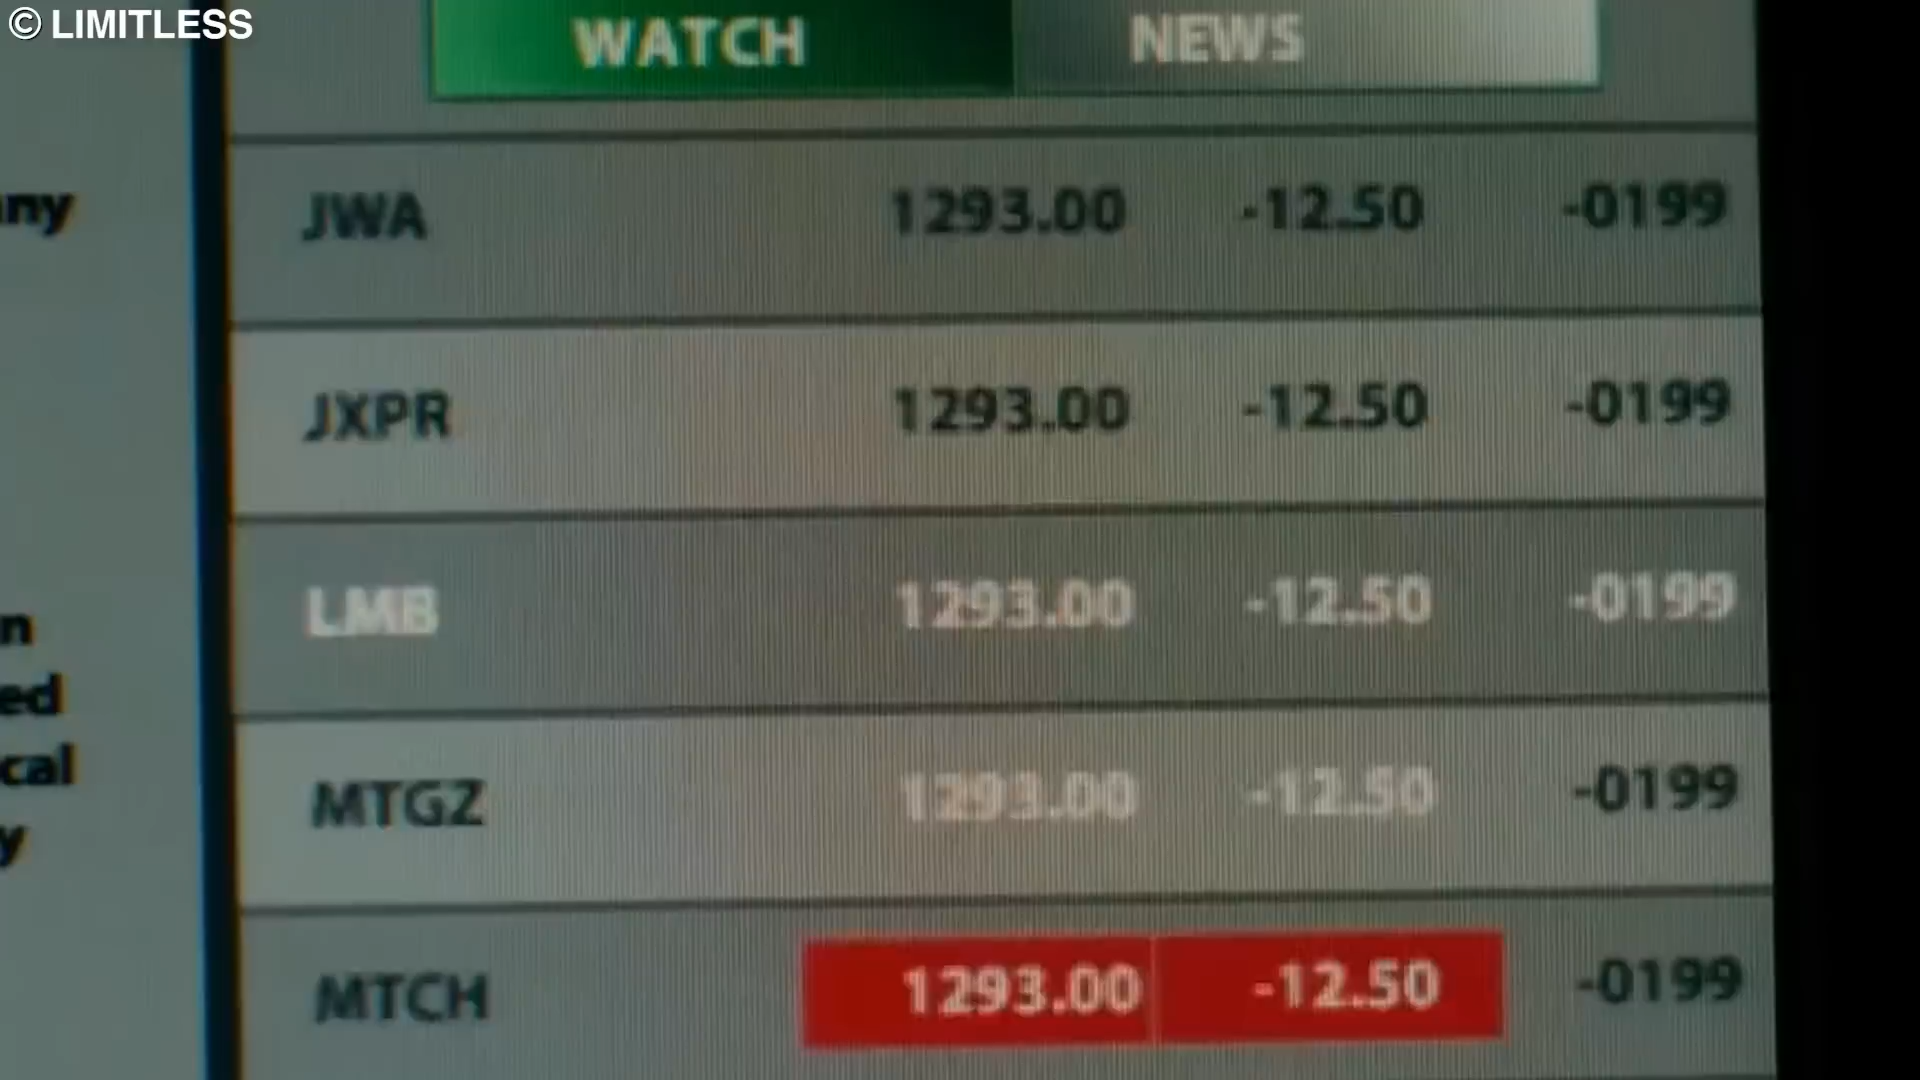 © LIMITLESS
WATCH NEWS
JWA 1293.00 -12.50 -0199
ny
JXPR 1293.00 -12.50 -0199
LMB 1293.00 -12.50 -0199
n
ed
MTGZ 1293.00 -12.50 -0199
cal
y
MTCH 1293.00 -12.50 -0199